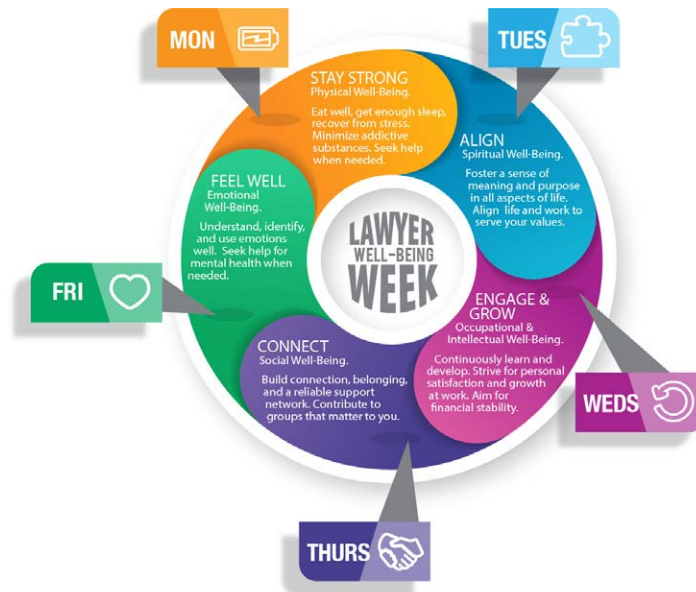 MON
STAY STRONG
Physical Well-Being.
Eat well, get enough sleep,
recover from stress.
Minimize addictive
substances. Seek help
when needed.
TUES
ALIGN
Spiritual Well-Being.
Foster a sense of
meaning and purpose
in all aspects of life.
Align life and work to
serve your values.
WEDS
ENGAGE &
GROW
Occupational &
Intellectual Well-Being.
Continuously learn and
develop. Strive for personal
satisfaction and growth
at work. Aim for
financial stability.
THURS
CONNECT
Social Well-Being.
Build connection, belonging,
and a reliable support
network. Contribute to
groups that matter to you.
FRI
FEEL WELL
Emotional
Well-Being.
Understand, identify,
and use emotions
well. Seek help for
mental health when
needed.
LAWYER
WELL-BEING
WEEK